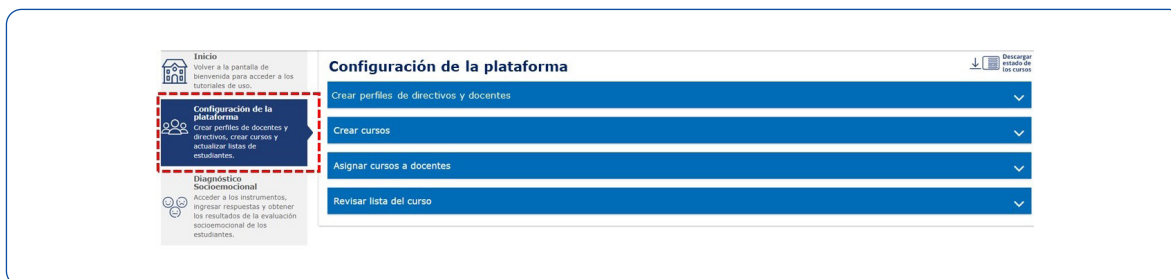 Inicio
Volver a la pantalla de
bienvenida para acceder a los
tutoriales de uso.
Configuración de la
plataforma
Crear perfiles de docentes y
directivos, crear cursos y
actualizar listas de
estudiantes.
Diagnóstico
Socioemocional
Acceder a los instrumentos,
ingresar respuestas y obtener
los resultados de la evaluación
socioemocional de los
estudiantes.
Configuración de la plataforma
Descargar
estado de
los cursos
Crear perfiles de directivos y docentes
Crear cursos
Asignar cursos a docentes
Revisar lista del curso